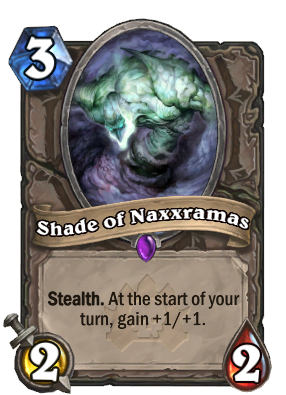 3
Shade of Naxxramas
Stealth. At the start of your
turn, gain +1/+1.
2
2